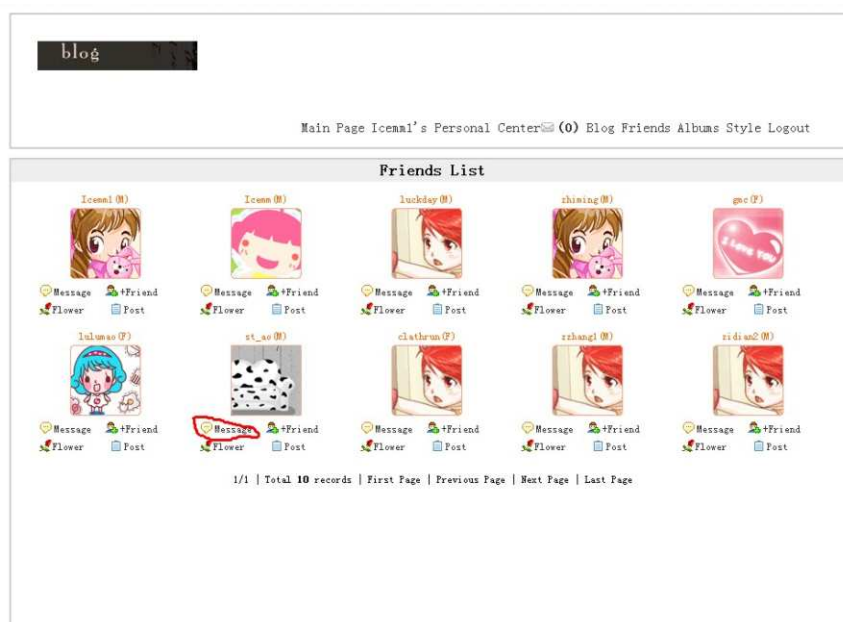 blog
Main Page Icemm1's Personal Center (0) Blog Friends Albums Style Logout
Friends List
Icemm1(M) Icemm(M) luckday(M) zhiming(M) gmc(F)
I LOVE YOU
Message +Friend Message +Friend Message +Friend Message +Friend Message +Friend
Flower Post Flower Post Flower Post Flower Post Flower Post
lulumao(F) st_ao(M) clathrun(F) zzhang1(M) zidian2(M)
Message +Friend Message +Friend Message +Friend Message +Friend Message +Friend
Flower Post Flower Post Flower Post Flower Post Flower Post
1/1 | Total 10 records | First Page | Previous Page | Next Page | Last Page